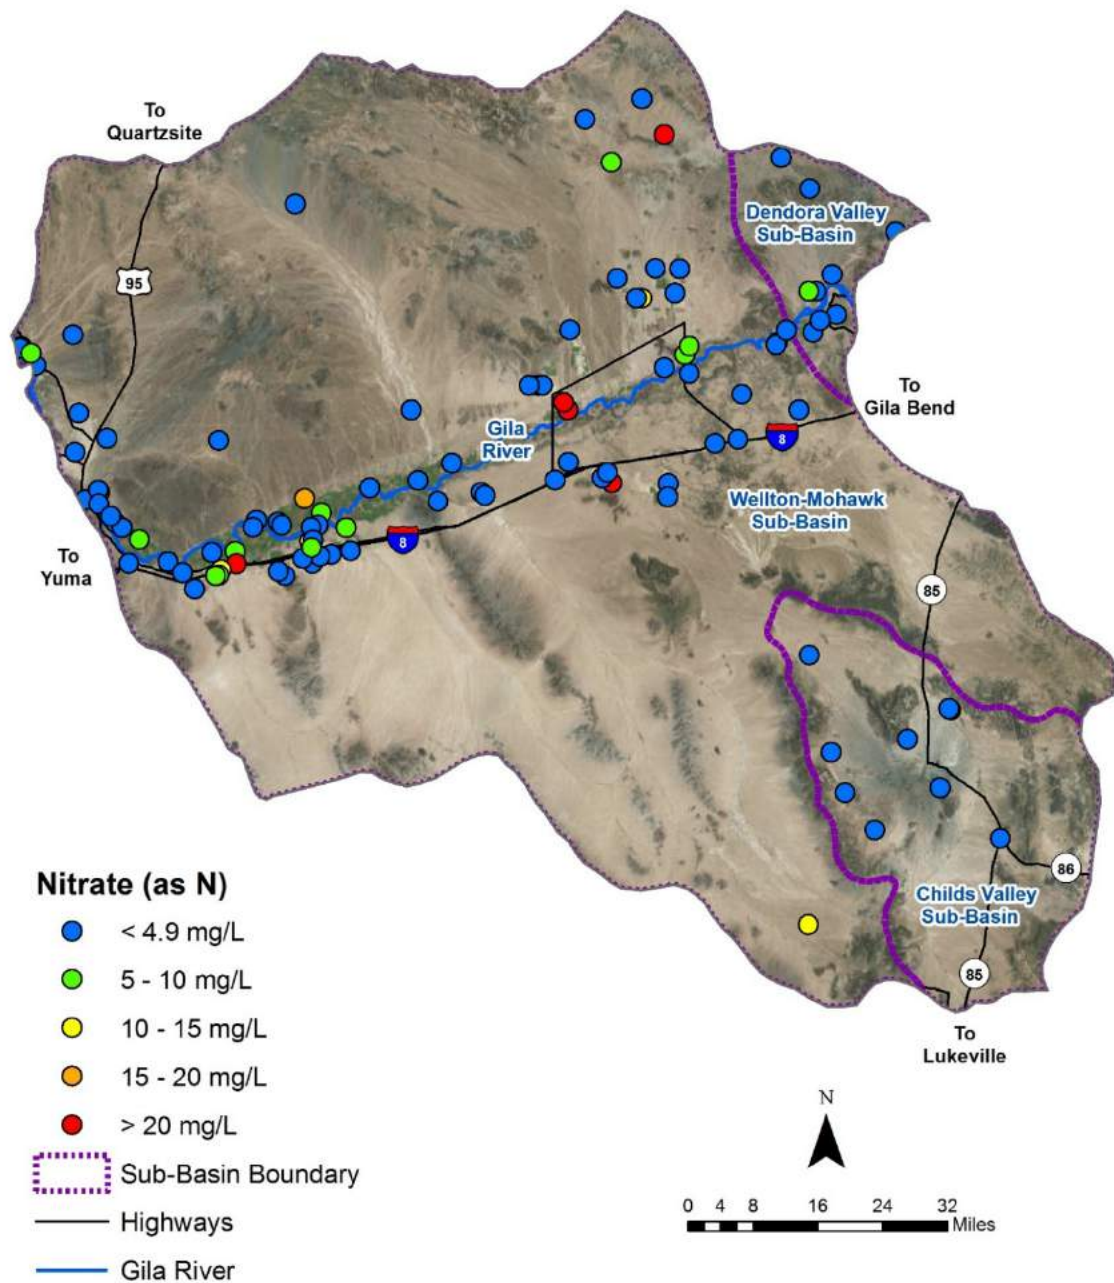 To
Quartzsite
95
Dendora Valley
Sub-Basin
To
Gila Bend
8
Gila
River
Wellton-Mohawk
Sub-Basin
8
To
Yuma
85
86
Childs Valley
Sub-Basin
85
To
Lukeville
Nitrate (as N)
< 4.9 mg/L
5 - 10 mg/L
10 - 15 mg/L
15 - 20 mg/L
> 20 mg/L
Sub-Basin Boundary
Highways
Gila River
N
0 4 8 16 24 32
Miles